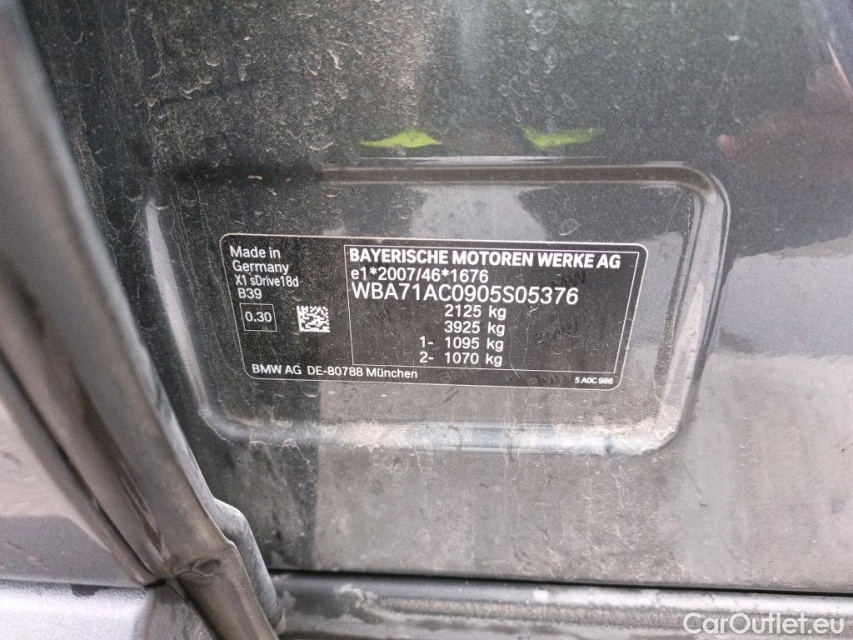 Made in
Germany
X1 sDrive18d
B39
0.30
BAYERISCHE MOTOREN WERKE AG
e1*2007/46*1676
WBA71AC0905S05376
2125 kg
3925 kg
1- 1095 kg
2- 1070 kg
BMW AG DE-80788 München
5 A0C 986
CarOutlet.eu